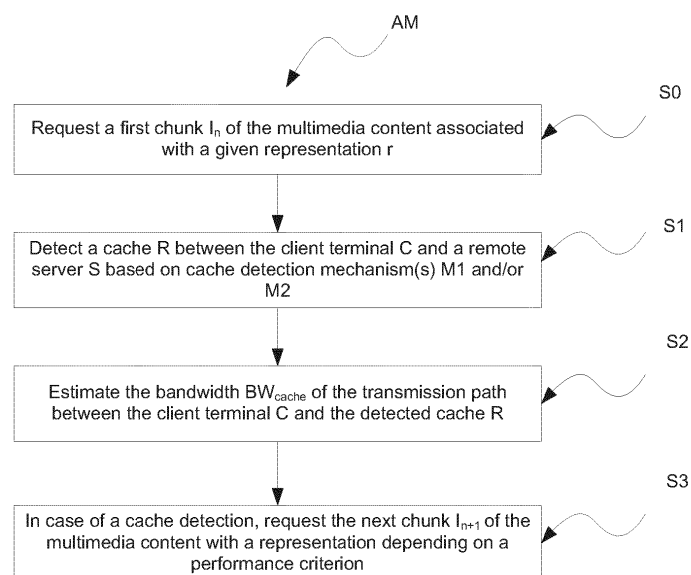 AM
S0
Request a first chunk Iₙ of the multimedia content associated
with a given representation r
S1
Detect a cache R between the client terminal C and a remote
server S based on cache detection mechanism(s) M1 and/or
M2
S2
Estimate the bandwidth BW_cache of the transmission path
between the client terminal C and the detected cache R
S3
In case of a cache detection, request the next chunk Iₙ₊₁ of the
multimedia content with a representation depending on a
performance criterion